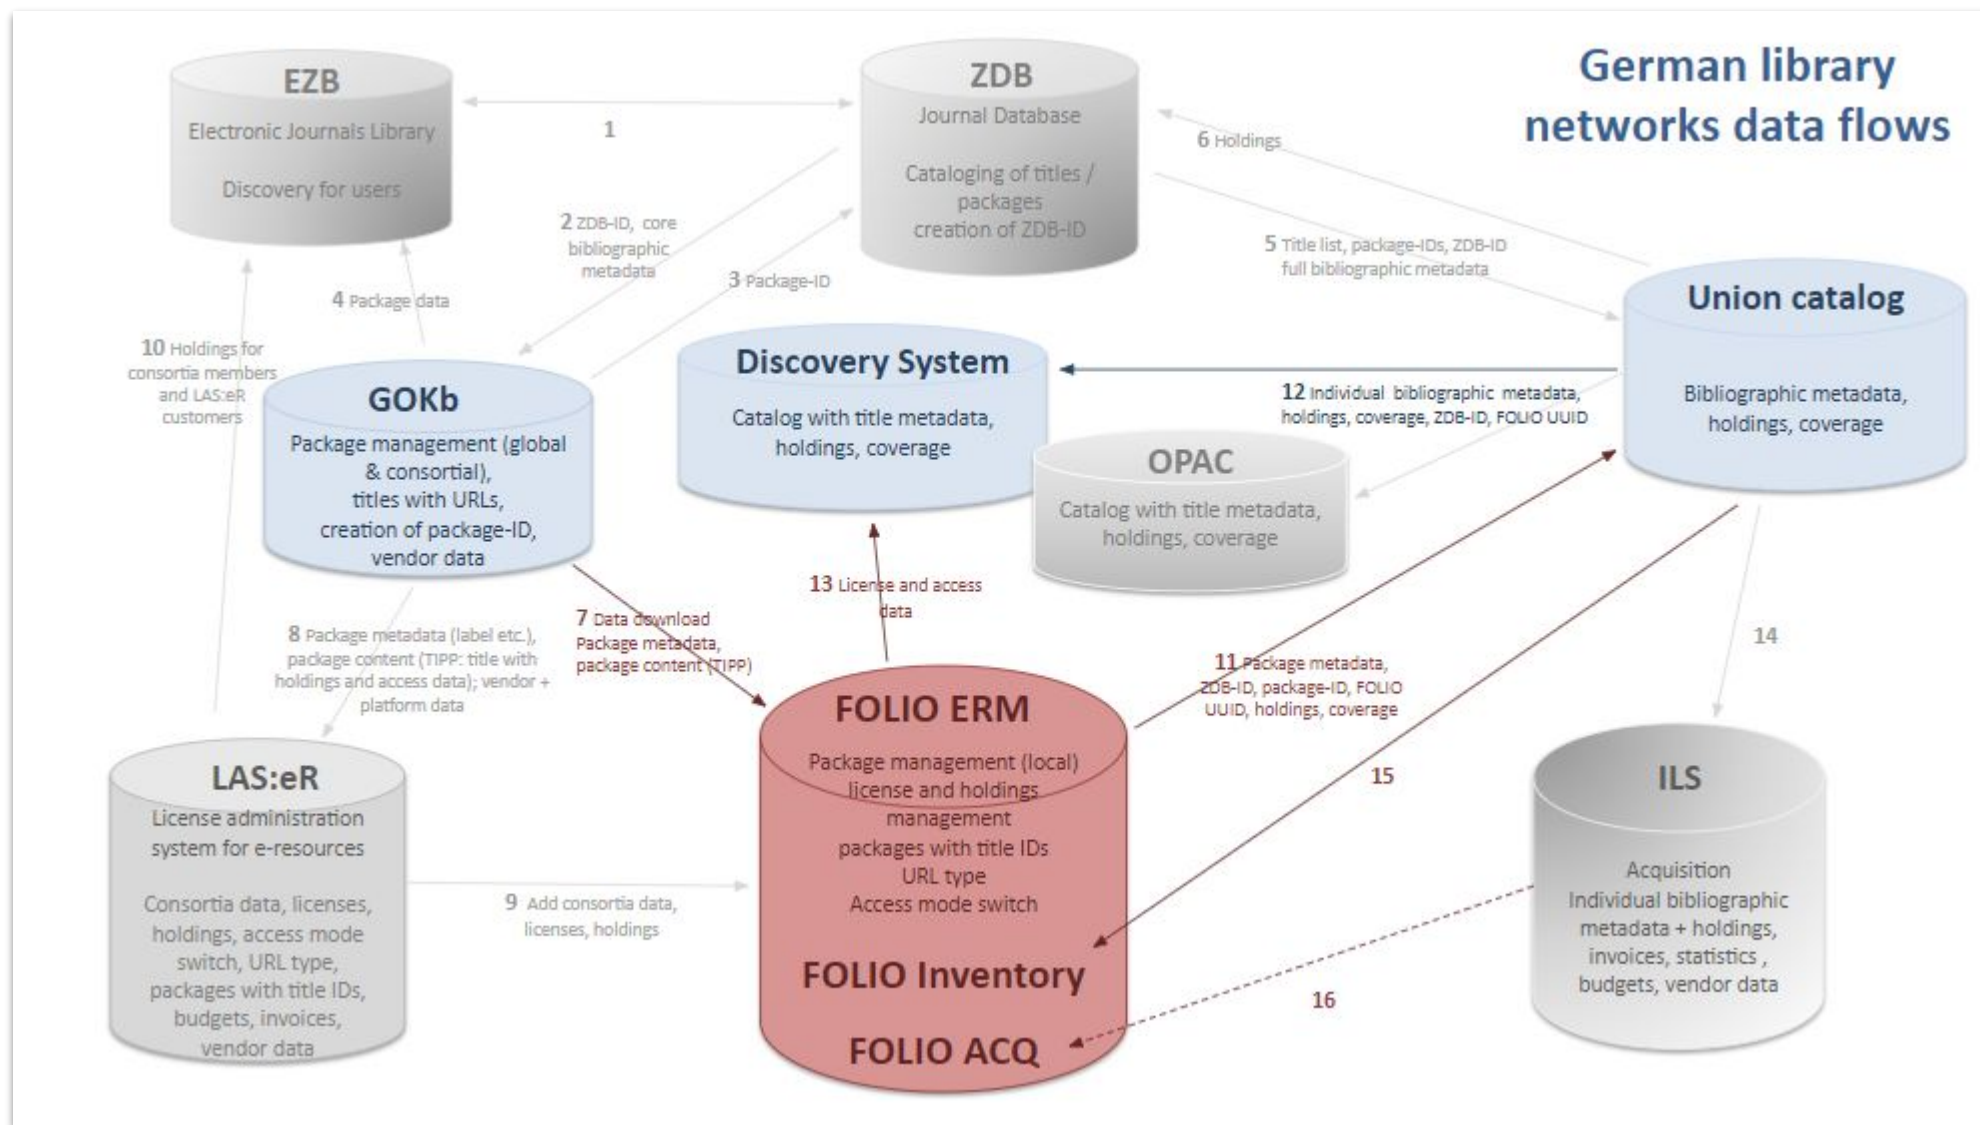 German library
networks data flows
EZB
Electronic Journals Library
Discovery for users
1
ZDB
Journal Database
Cataloging of titles /
packages
creation of ZDB-ID
6 Holdings
2 ZDB-ID, core
bibliographic
metadata
3 Package-ID
4 Package data
5 Title list, package-IDs, ZDB-ID
full bibliographic metadata
10 Holdings for
consortia members
and LAS:eR
customers
GOKb
Package management (global
& consortial),
titles with URLs,
creation of package-ID,
vendor data
Discovery System
Catalog with title metadata,
holdings, coverage
12 Individual bibliographic metadata,
holdings, coverage, ZDB-ID, FOLIO UUID
Union catalog
Bibliographic metadata,
holdings, coverage
OPAC
Catalog with title metadata,
holdings, coverage
13 License and access
data
7 Data download
Package metadata,
package content (TIPP)
8 Package metadata (label etc.),
package content (TIPP: title with
holdings and access data); vendor +
platform data
11 Package metadata,
ZDB-ID, package-ID, FOLIO
UUID, holdings, coverage
14
15
LAS:eR
License administration
system for e-resources
Consortia data, licenses,
holdings, access mode
switch, URL type,
packages with title IDs,
budgets, invoices,
vendor data
9 Add consortia data,
licenses, holdings
FOLIO ERM
Package management (local)
license and holdings
management
packages with title IDs
URL type
Access mode switch
FOLIO Inventory
FOLIO ACQ
16
ILS
Acquisition
Individual bibliographic
metadata + holdings,
invoices, statistics ,
budgets, vendor data